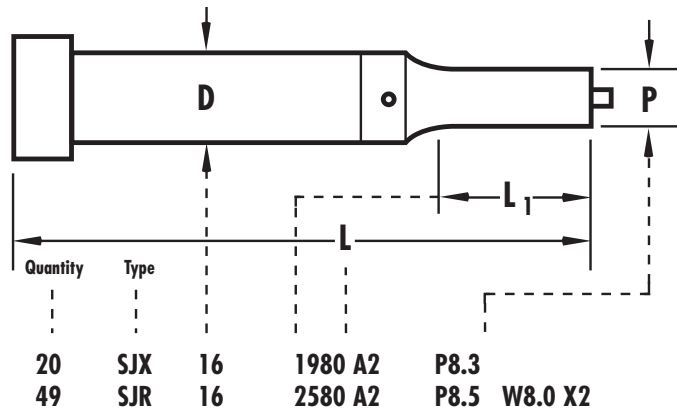 D
P
L 1
L
Quantity Type
20 SJX 16 1980 A2 P8.3
49 SJR 16 2580 A2 P8.5 W8.0 X2